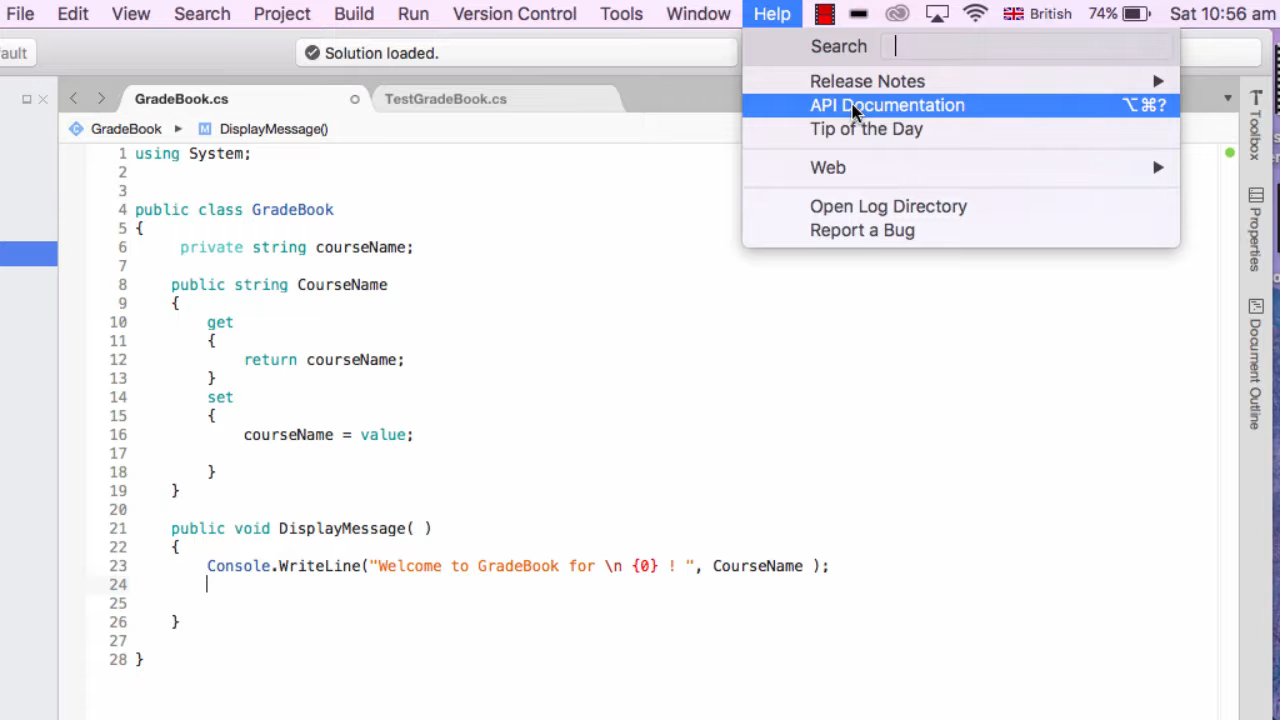 File Edit View Search Project Build Run Version Control Tools Window Help British 74% Sat 10:56 am
ault Solution loaded.
Search
Release Notes
API Documentation ⌥⌘?
Tip of the Day
Web
Open Log Directory
Report a Bug
GradeBook.cs TestGradeBook.cs
GradeBook M DisplayMessage()
1 using System;
2
3
4 public class GradeBook
5 {
6 private string courseName;
7
8 public string CourseName
9 {
10 get
11 {
12 return courseName;
13 }
14 set
15 {
16 courseName = value;
17
18 }
19 }
20
21 public void DisplayMessage( )
22 {
23 Console.WriteLine("Welcome to GradeBook for \n {0} ! ", CourseName );
24
25
26 }
27
28 }
Toolbox
Properties
Document Outline